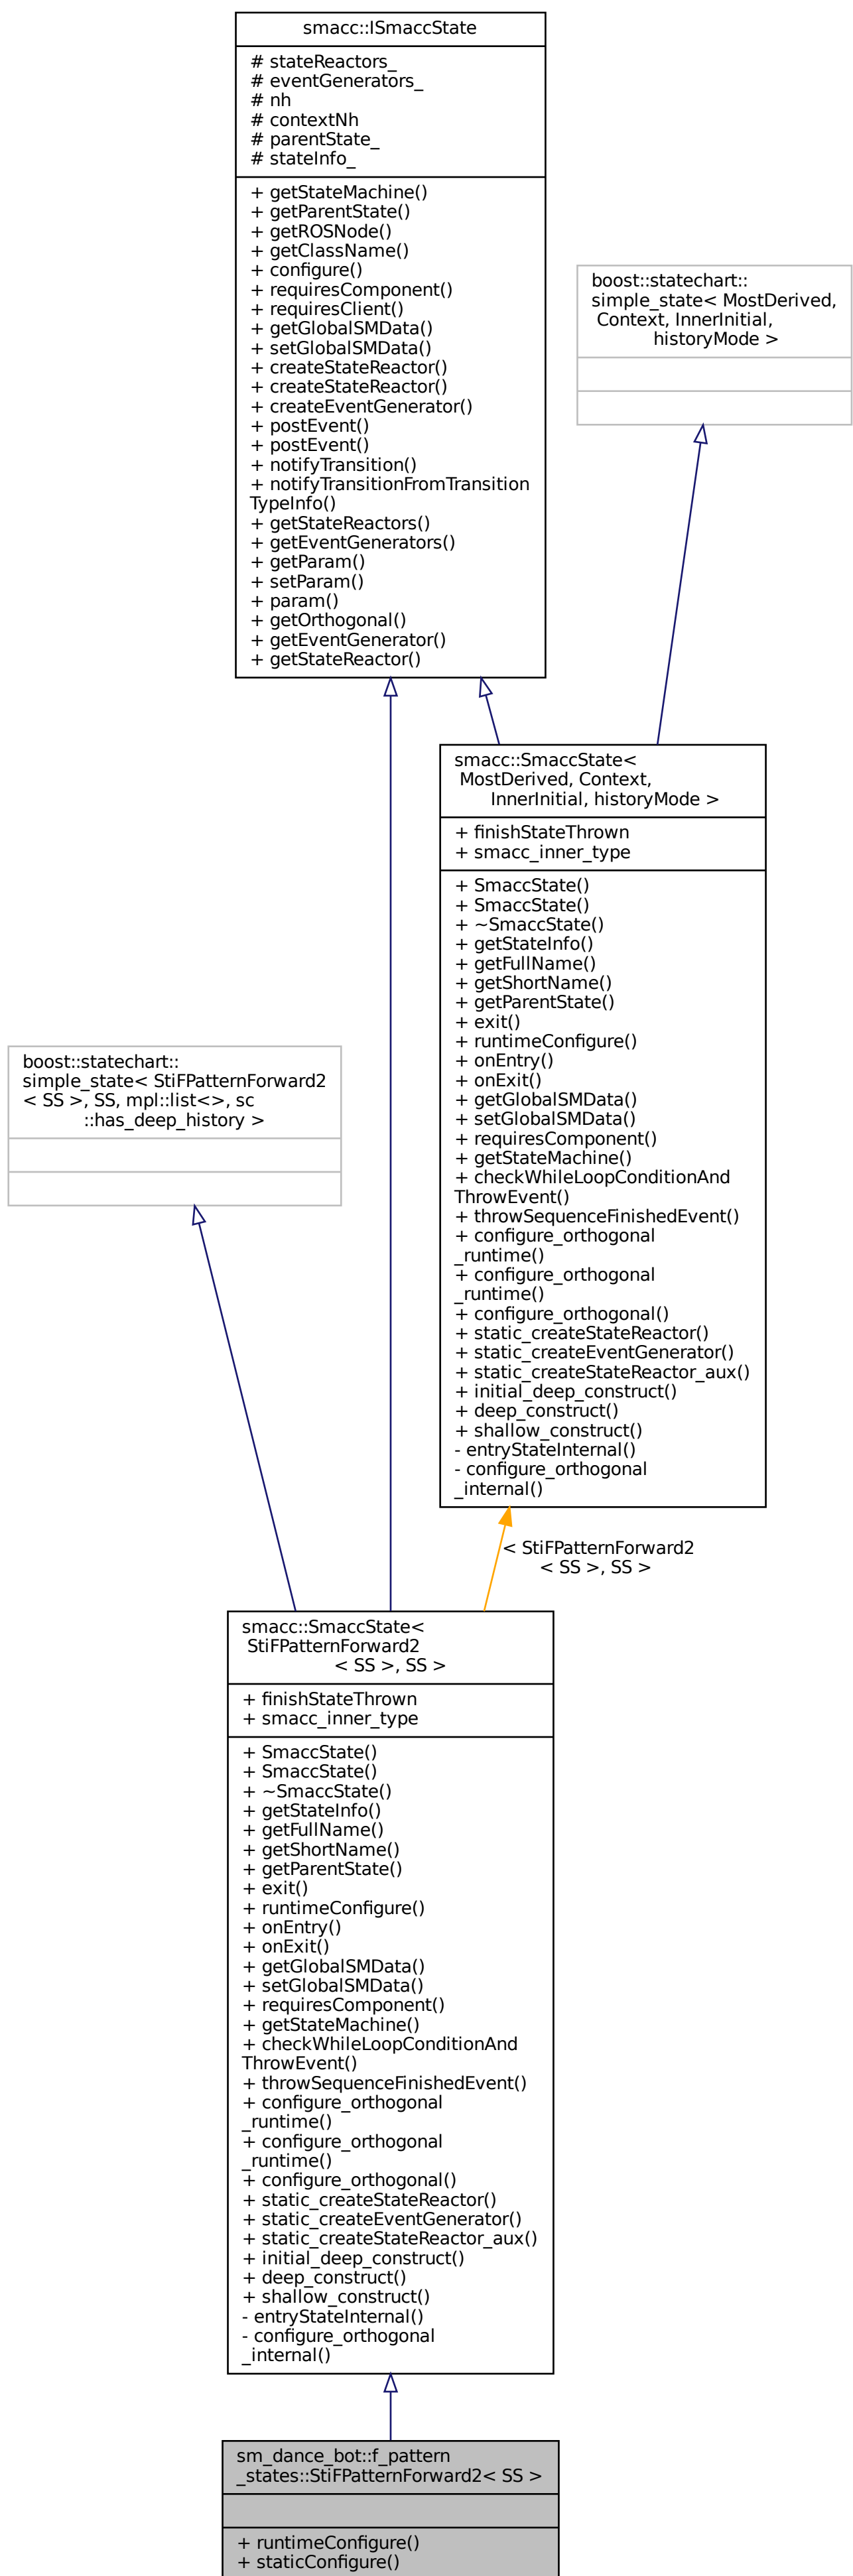 smacc::ISmaccState
# stateReactors_
# eventGenerators_
# nh
# contextNh
# parentState_
# stateInfo_
+ getStateMachine()
+ getParentState()
+ getROSNode()
+ getClassName()
+ configure()
+ requiresComponent()
+ requiresClient()
+ getGlobalSMData()
+ setGlobalSMData()
+ createStateReactor()
+ createStateReactor()
+ createEventGenerator()
+ postEvent()
+ postEvent()
+ notifyTransition()
+ notifyTransitionFromTransition
TypeInfo()
+ getStateReactors()
+ getEventGenerators()
+ getParam()
+ setParam()
+ param()
+ getOrthogonal()
+ getEventGenerator()
+ getStateReactor()
boost::statechart::
simple_state< MostDerived,
Context, InnerInitial,
historyMode >
smacc::SmaccState<
MostDerived, Context,
InnerInitial, historyMode >
+ finishStateThrown
+ smacc_inner_type
+ SmaccState()
+ SmaccState()
+ ~SmaccState()
+ getStateInfo()
+ getFullName()
+ getShortName()
+ getParentState()
+ exit()
+ runtimeConfigure()
+ onEntry()
+ onExit()
+ getGlobalSMData()
+ setGlobalSMData()
+ requiresComponent()
+ getStateMachine()
+ checkWhileLoopConditionAnd
ThrowEvent()
+ throwSequenceFinishedEvent()
+ configure_orthogonal
_runtime()
+ configure_orthogonal
_runtime()
+ configure_orthogonal()
+ static_createStateReactor()
+ static_createEventGenerator()
+ static_createStateReactor_aux()
+ initial_deep_construct()
+ deep_construct()
+ shallow_construct()
- entryStateInternal()
- configure_orthogonal
_internal()
boost::statechart::
simple_state< StiFPatternForward2
< SS >, SS, mpl::list<>, sc
::has_deep_history >
< StiFPatternForward2
< SS >, SS >
smacc::SmaccState<
StiFPatternForward2
< SS >, SS >
+ finishStateThrown
+ smacc_inner_type
+ SmaccState()
+ SmaccState()
+ ~SmaccState()
+ getStateInfo()
+ getFullName()
+ getShortName()
+ getParentState()
+ exit()
+ runtimeConfigure()
+ onEntry()
+ onExit()
+ getGlobalSMData()
+ setGlobalSMData()
+ requiresComponent()
+ getStateMachine()
+ checkWhileLoopConditionAnd
ThrowEvent()
+ throwSequenceFinishedEvent()
+ configure_orthogonal
_runtime()
+ configure_orthogonal
_runtime()
+ configure_orthogonal()
+ static_createStateReactor()
+ static_createEventGenerator()
+ static_createStateReactor_aux()
+ initial_deep_construct()
+ deep_construct()
+ shallow_construct()
- entryStateInternal()
- configure_orthogonal
_internal()
sm_dance_bot::f_pattern
_states::StiFPatternForward2< SS >
+ runtimeConfigure()
+ staticConfigure()